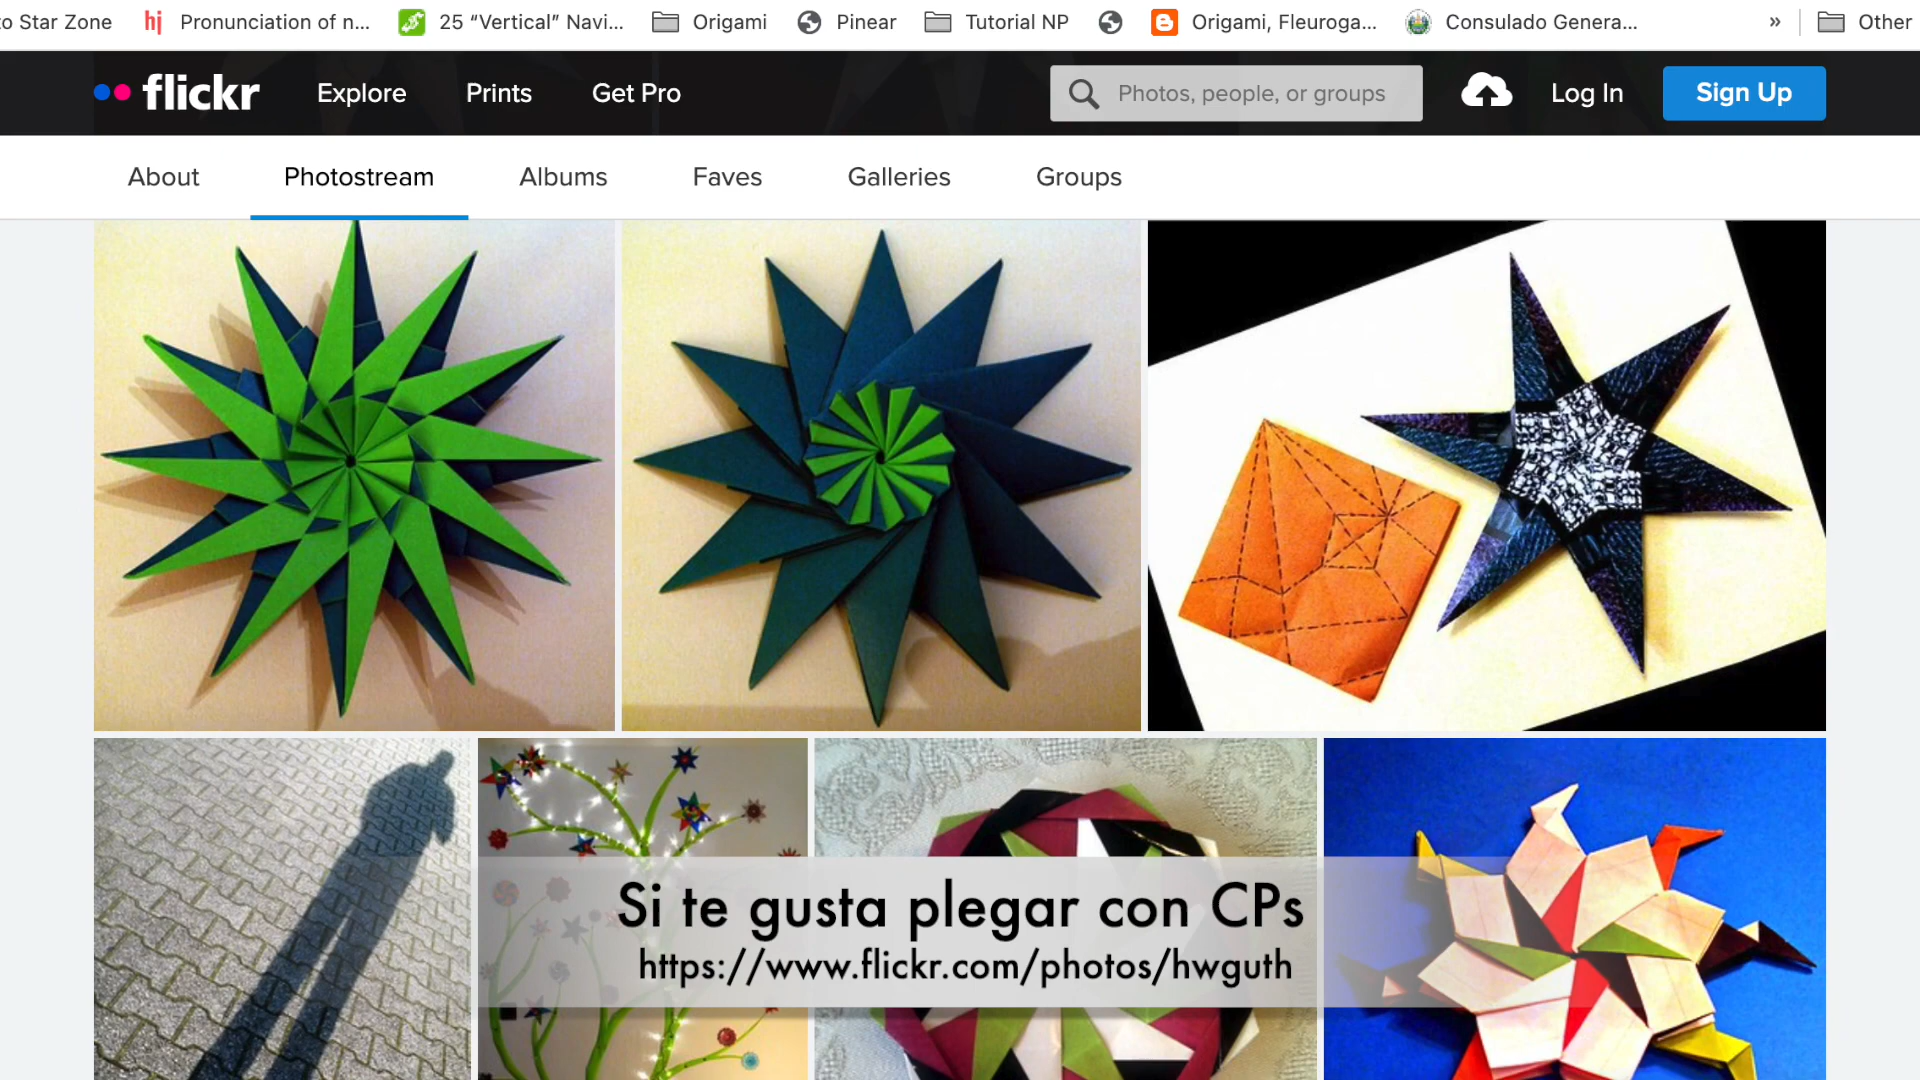 to Star Zone hj Pronunciation of n... 25 “Vertical” Navi... Origami Pinear Tutorial NP Origami, Fleuroga... Consulado Genera... » Other
flickr Explore Prints Get Pro Photos, people, or groups Log In Sign Up
About Photostream Albums Faves Galleries Groups
Si te gusta plegar con CPs
https://www.flickr.com/photos/hwguth